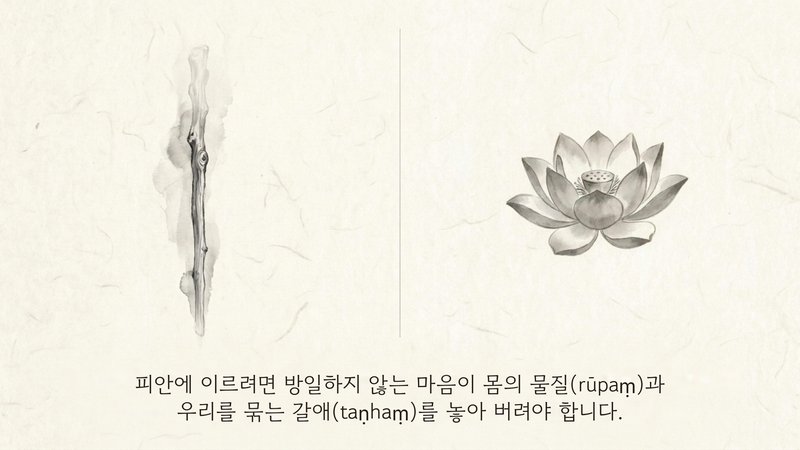 피안에 이르려면 방일하지 않는 마음이 몸의 물질(rūpaṃ)과
우리를 묶는 갈애(taṇhaṃ)를 놓아 버려야 합니다.